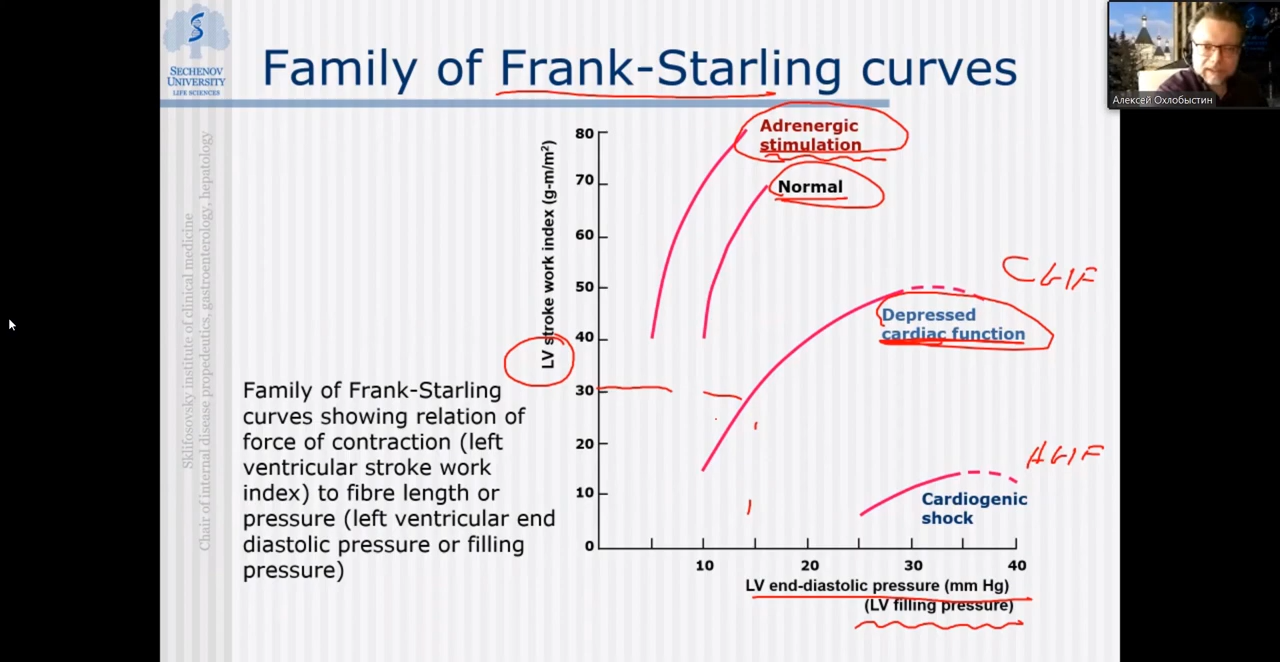 SECHENOV
UNIVERSITY
LIFE SCIENCES
Family of Frank-Starling curves
Алексей Охлобыстин
Sklifosovsky institute of clinical medicine
Chair of internal disease propedeutics, gastroenterology, hepatology
LV stroke work index (g-m/m²)
80
70
60
50
40
30
20
10
0
Adrenergic
stimulation
Normal
Depressed
cardiac function
Cardiogenic
shock
10 20 30 40
LV end-diastolic pressure (mm Hg)
(LV filling pressure)
Family of Frank-Starling
curves showing relation of
force of contraction (left
ventricular stroke work
index) to fibre length or
pressure (left ventricular end
diastolic pressure or filling
pressure)